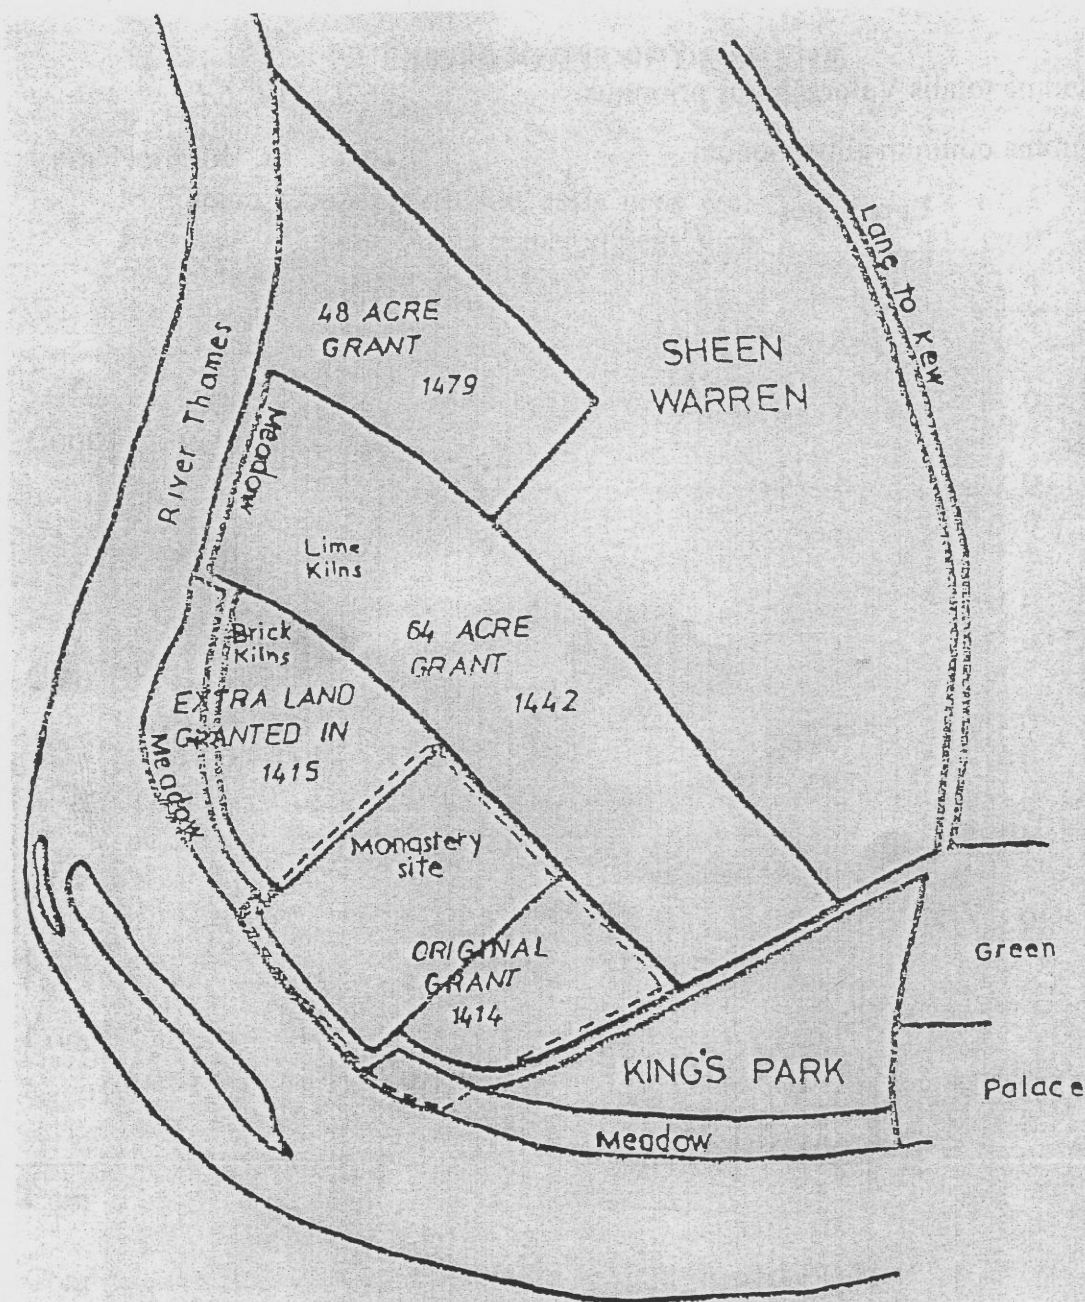 48 ACRE
GRANT
1479
SHEEN
WARREN
Lane to Kew
River Thames
Meadow
Lime
Kilns
64 ACRE
GRANT
1442
Brick
Kilns
EXTRA LAND
GRANTED IN
1415
Meadow
Monastery
site
ORIGINAL
GRANT
1414
Green
KING'S PARK
Palace
Meadow